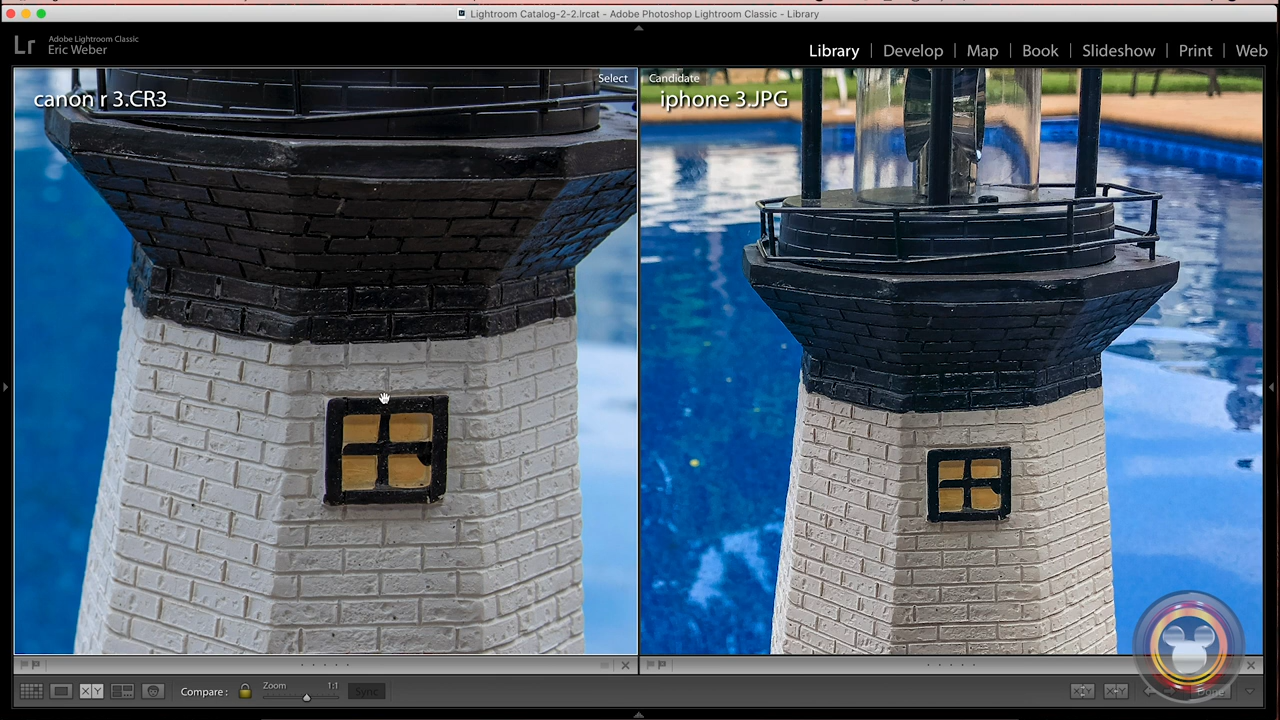 Lightroom Catalog-2-2.lrcat - Adobe Photoshop Lightroom Classic - Library
Lr
Adobe Lightroom Classic
Eric Weber
Library | Develop | Map | Book | Slideshow | Print | Web
Select
canon r 3.CR3
Candidate
iphone 3.JPG
X Y
Compare :
Zoom
1:1
Sync
Done